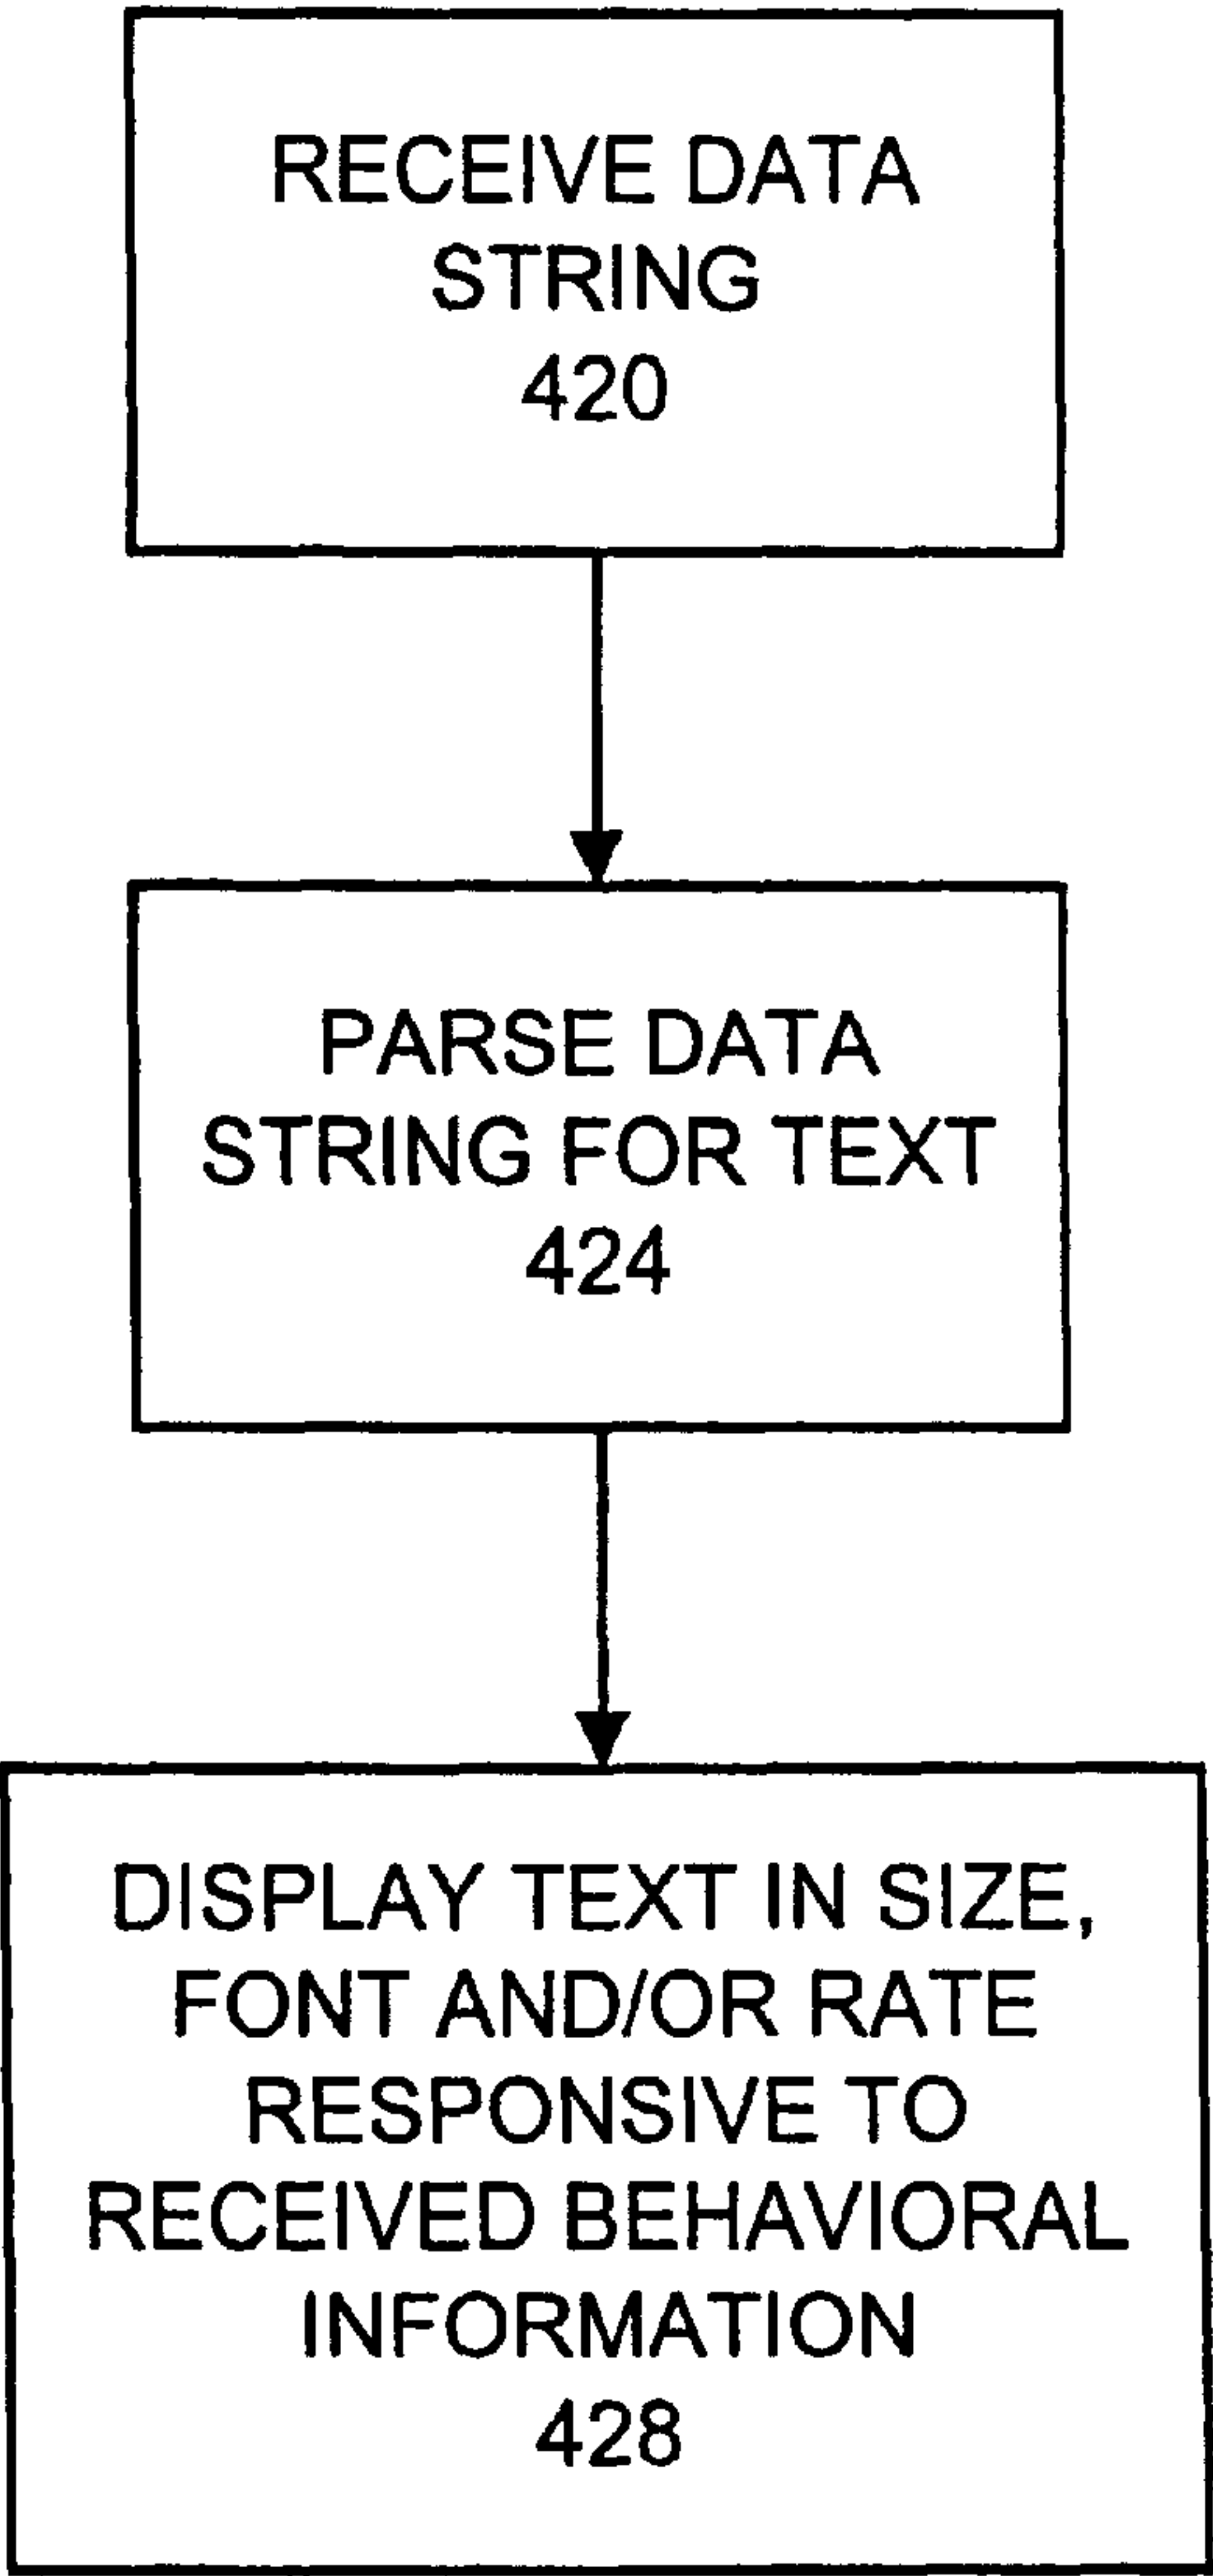 RECEIVE DATA
STRING
420
PARSE DATA
STRING FOR TEXT
424
DISPLAY TEXT IN SIZE,
FONT AND/OR RATE
RESPONSIVE TO
RECEIVED BEHAVIORAL
INFORMATION
428